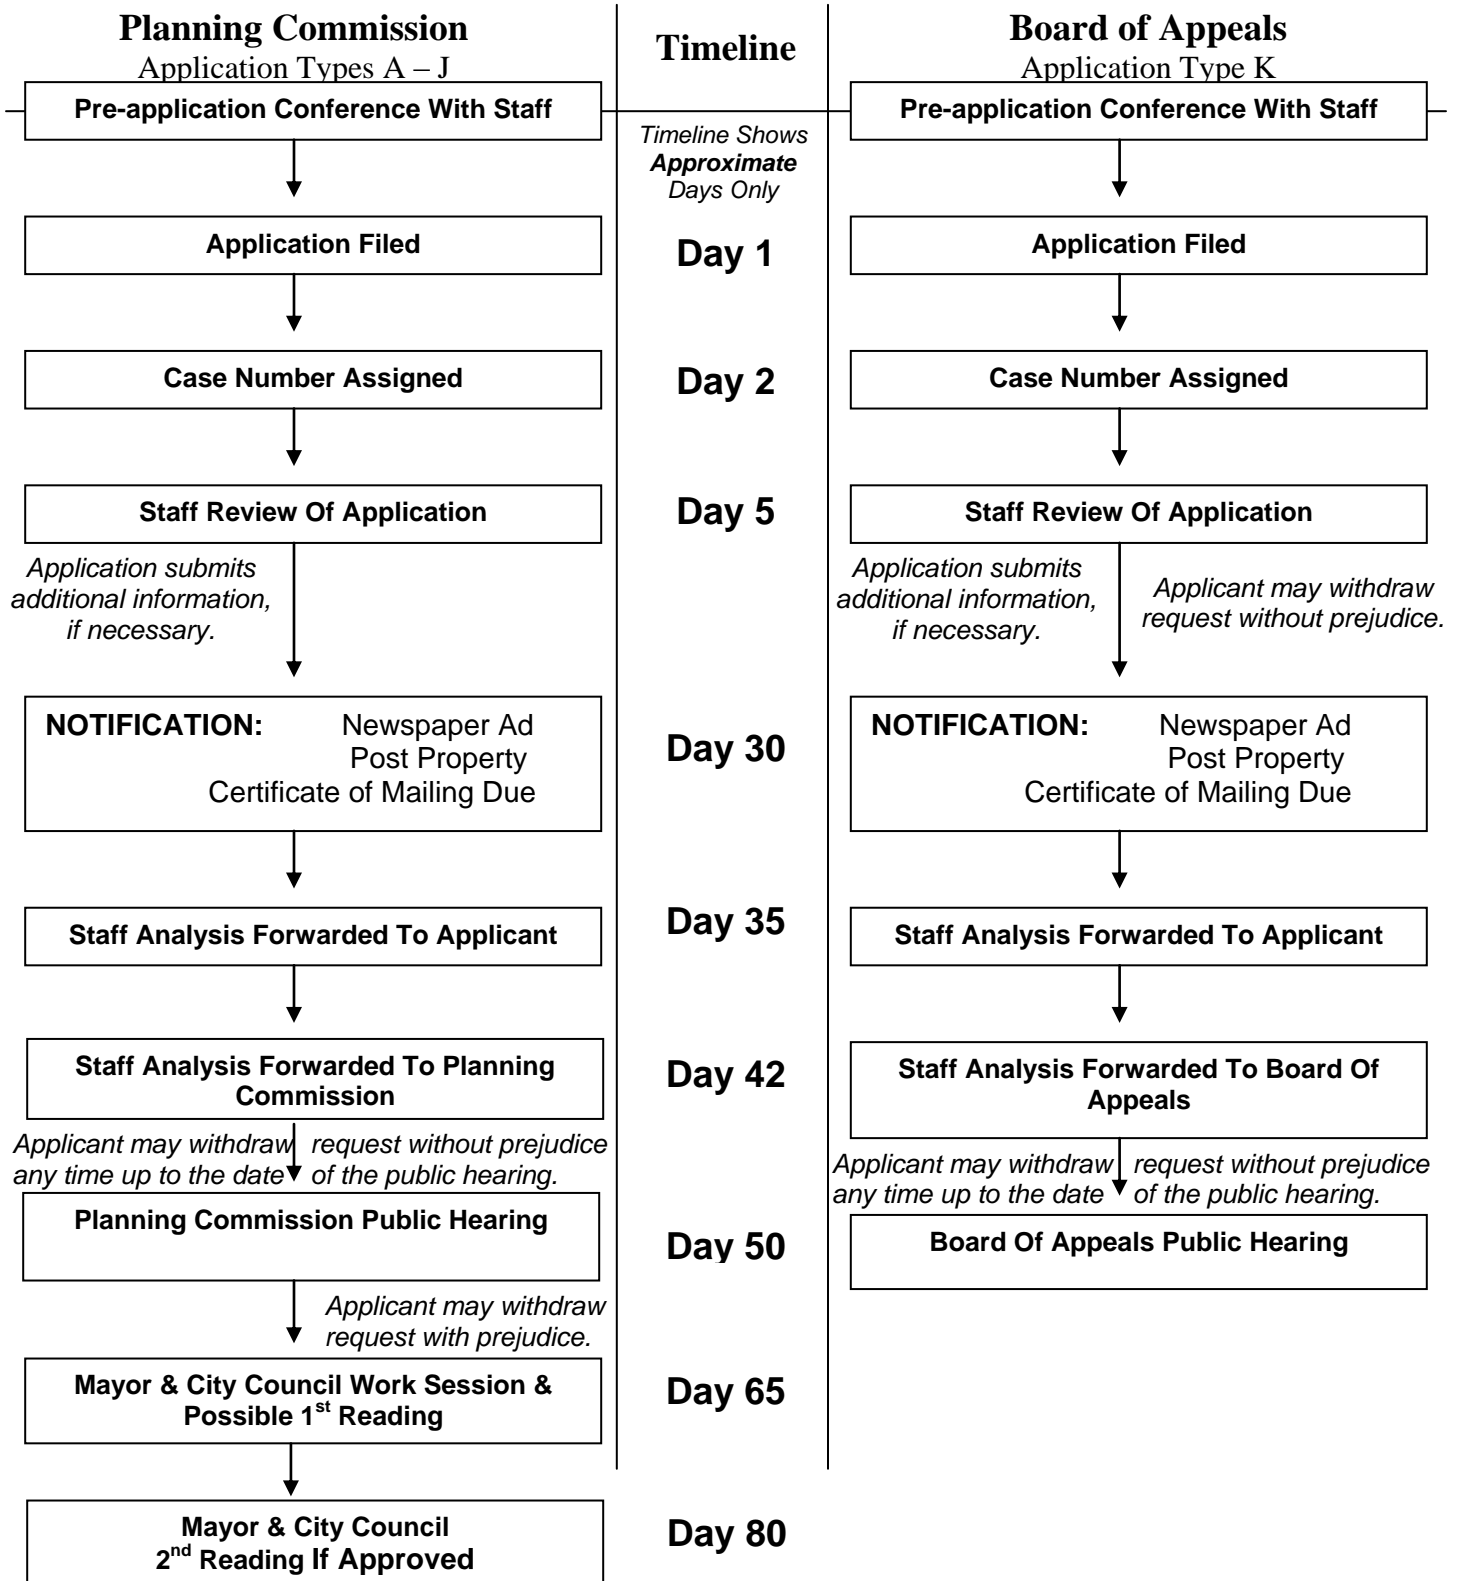 Planning Commission
Application Types A – J
Timeline
Board of Appeals
Application Type K
Pre-application Conference With Staff
Timeline Shows
Approximate
Days Only
Pre-application Conference With Staff
Application Filed
Day 1
Application Filed
Case Number Assigned
Day 2
Case Number Assigned
Staff Review Of Application
Day 5
Staff Review Of Application
Application submits
additional information,
if necessary.
Application submits
additional information,
if necessary.
Applicant may withdraw
request without prejudice.
NOTIFICATION: Newspaper Ad
Post Property
Certificate of Mailing Due
Day 30
NOTIFICATION: Newspaper Ad
Post Property
Certificate of Mailing Due
Staff Analysis Forwarded To Applicant
Day 35
Staff Analysis Forwarded To Applicant
Staff Analysis Forwarded To Planning
Commission
Day 42
Staff Analysis Forwarded To Board Of
Appeals
Applicant may withdraw request without prejudice
any time up to the date of the public hearing.
Applicant may withdraw request without prejudice
any time up to the date of the public hearing.
Planning Commission Public Hearing
Day 50
Board Of Appeals Public Hearing
Applicant may withdraw
request with prejudice.
Mayor & City Council Work Session &
Possible 1st Reading
Day 65
Mayor & City Council
2nd Reading If Approved
Day 80